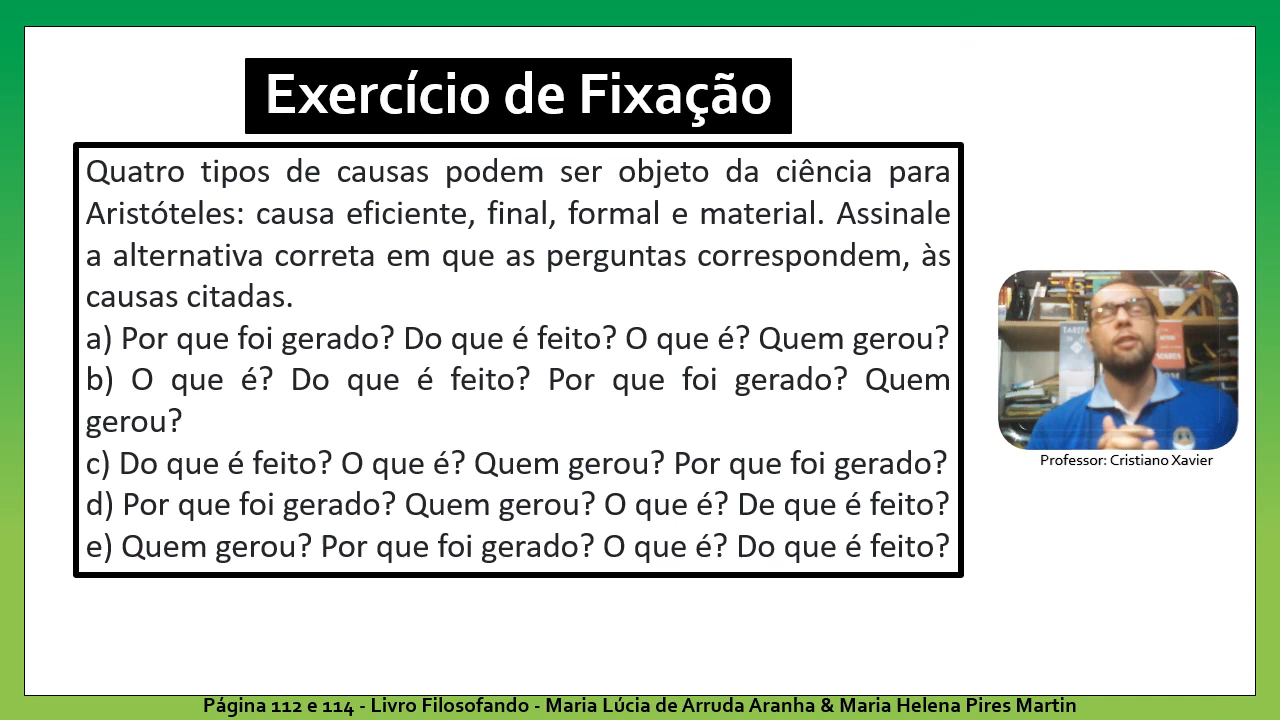 Exercício de Fixação
Quatro tipos de causas podem ser objeto da ciência para
Aristóteles: causa eficiente, final, formal e material. Assinale
a alternativa correta em que as perguntas correspondem, às
causas citadas.
a) Por que foi gerado? Do que é feito? O que é? Quem gerou?
b) O que é? Do que é feito? Por que foi gerado? Quem
gerou?
c) Do que é feito? O que é? Quem gerou? Por que foi gerado?
d) Por que foi gerado? Quem gerou? O que é? De que é feito?
e) Quem gerou? Por que foi gerado? O que é? Do que é feito?
Professor: Cristiano Xavier
Página 112 e 114 - Livro Filosofando - Maria Lúcia de Arruda Aranha & Maria Helena Pires Martin